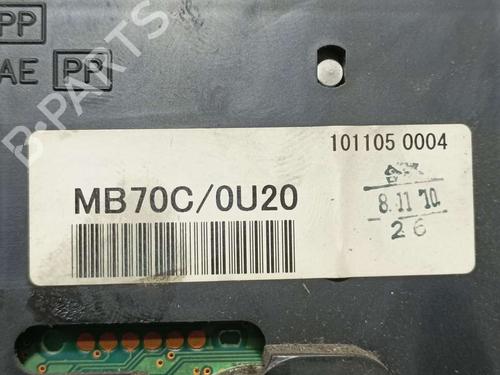 PP
AE PP
B-PARTS
101105 0004
MB70C/0U20
8.11.10
26